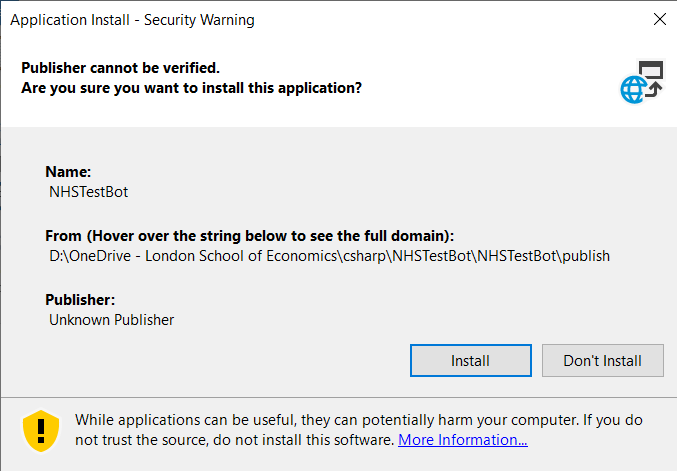 Application Install - Security Warning
Publisher cannot be verified.
Are you sure you want to install this application?
Name:
NHSTestBot
From (Hover over the string below to see the full domain):
D:\OneDrive - London School of Economics\csharp\NHSTestBot\NHSTestBot\publish
Publisher:
Unknown Publisher
Install
Don't Install
While applications can be useful, they can potentially harm your computer. If you do
not trust the source, do not install this software. More Information...